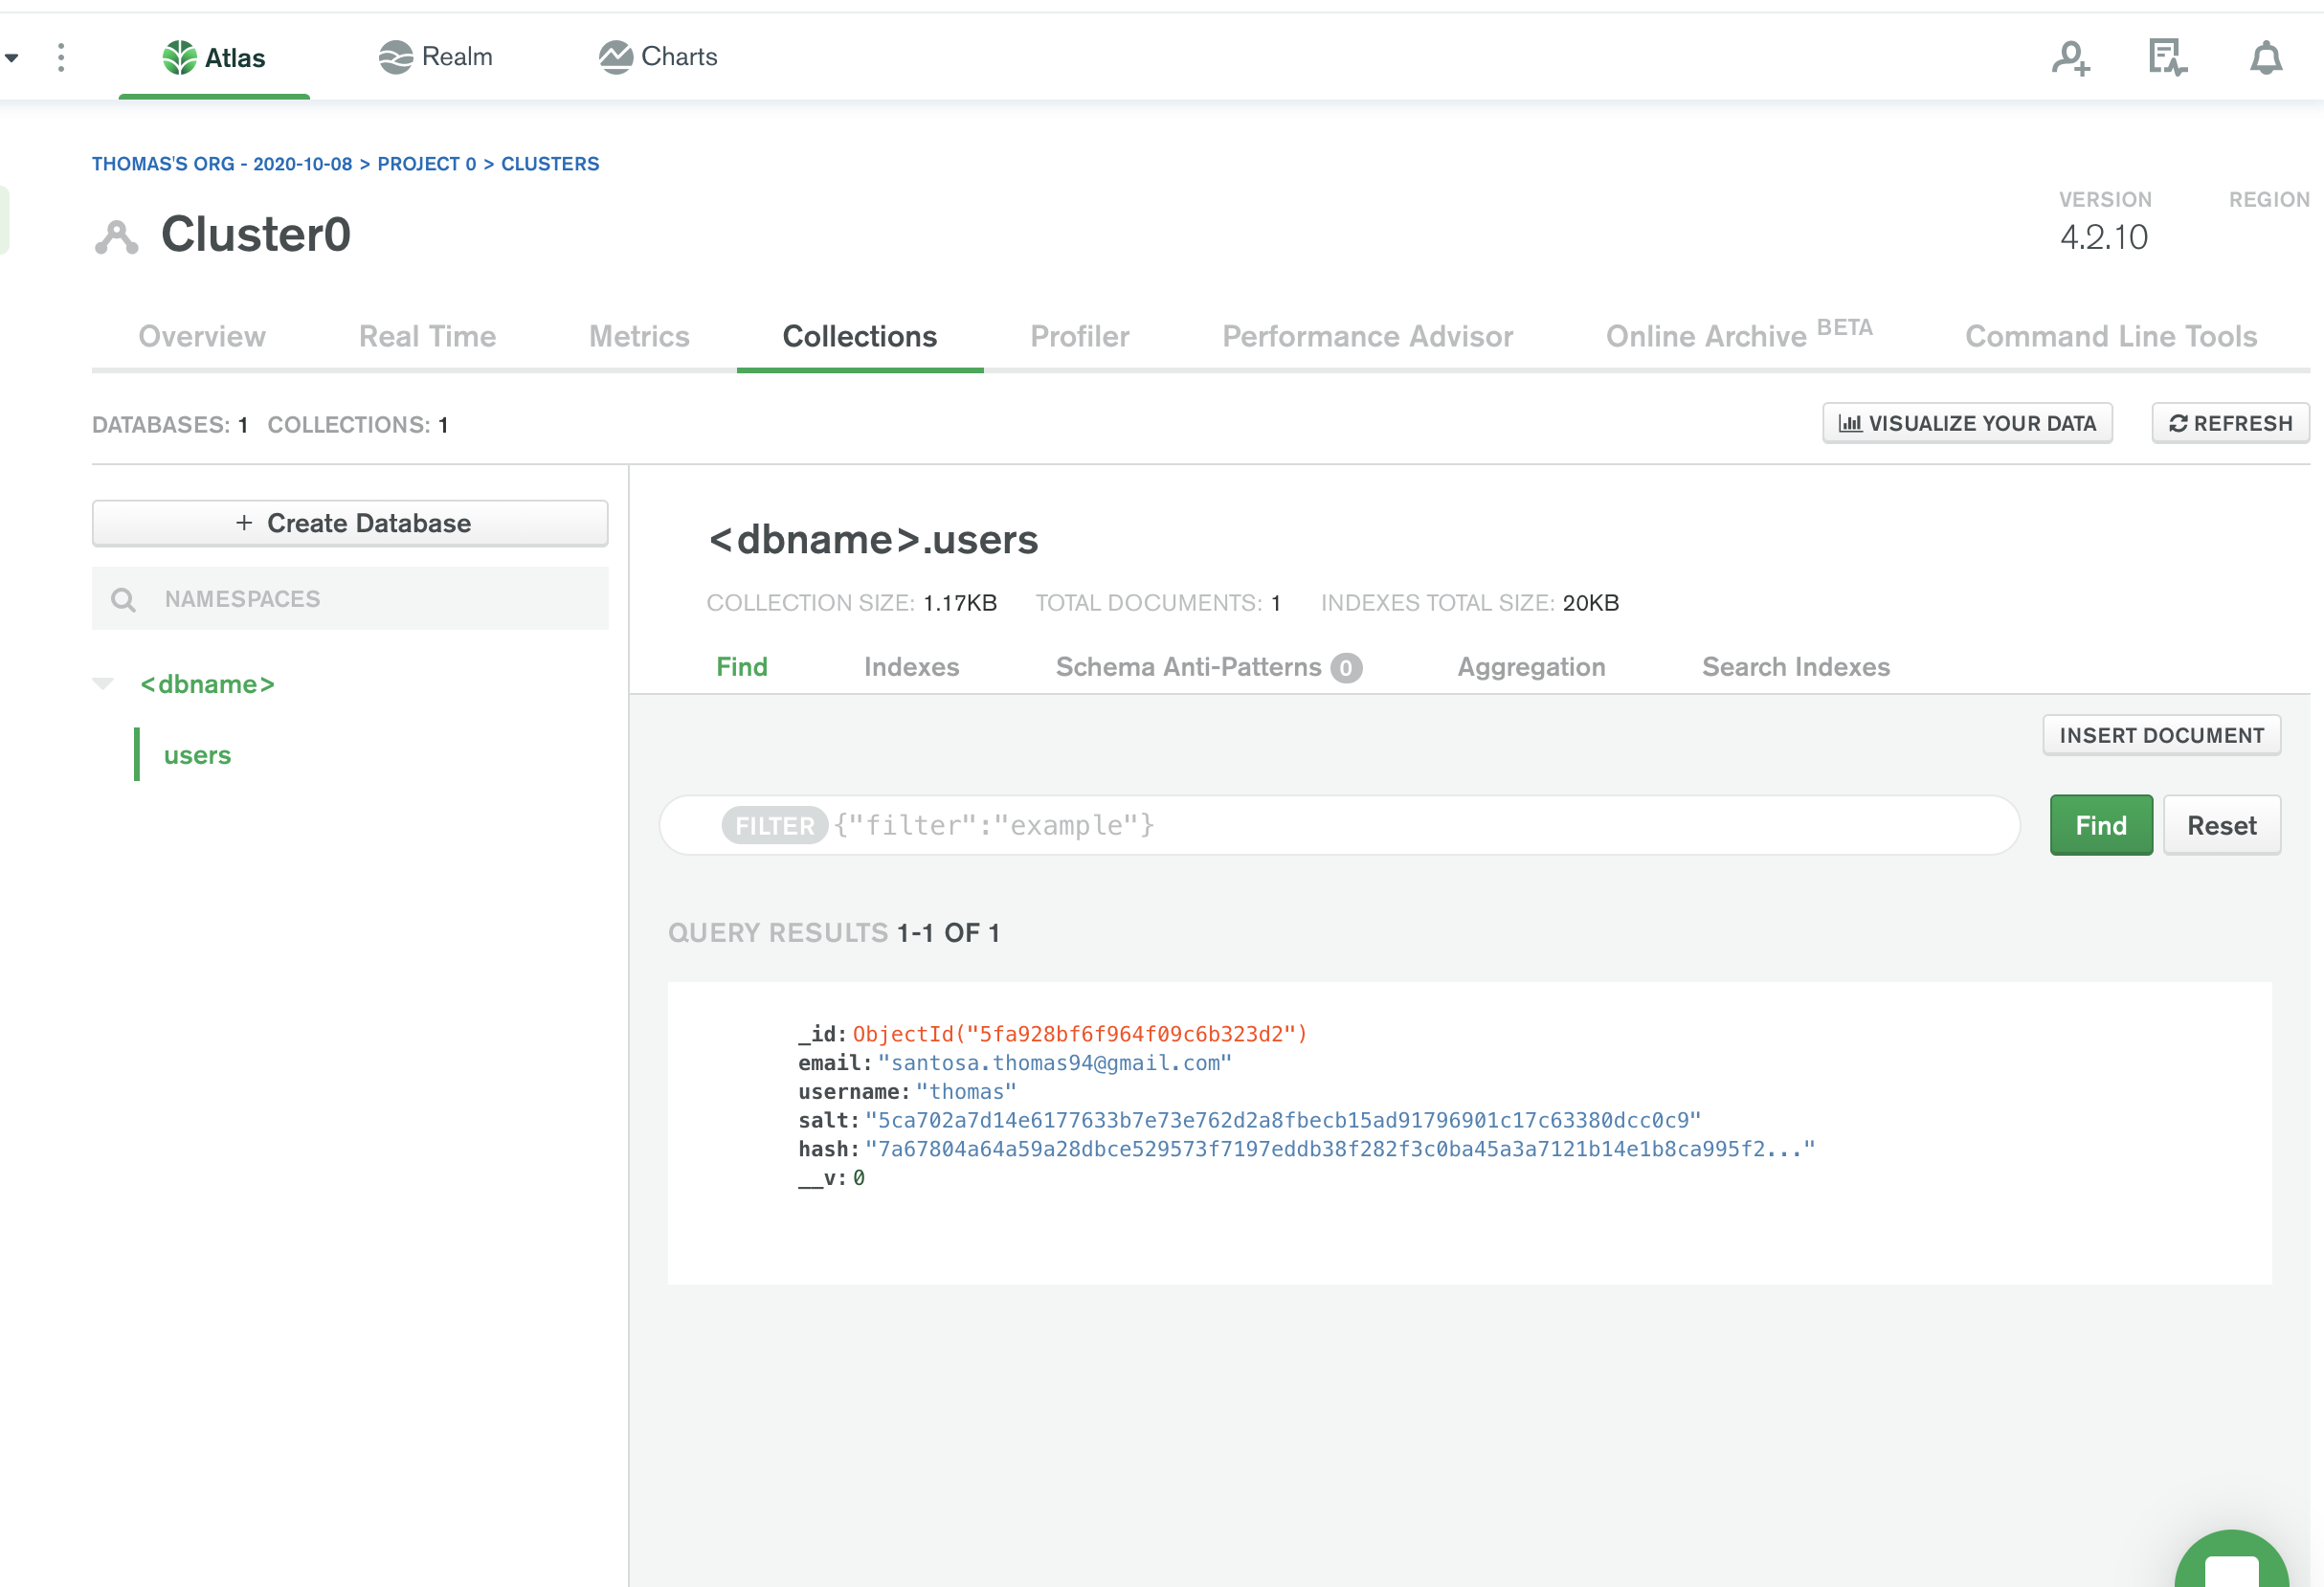 Atlas Realm Charts
THOMAS'S ORG - 2020-10-08 > PROJECT 0 > CLUSTERS
VERSION REGION
Cluster0
4.2.10
Overview Real Time Metrics Collections Profiler Performance Advisor Online Archive BETA Command Line Tools
DATABASES: 1 COLLECTIONS: 1 VISUALIZE YOUR DATA REFRESH
+ Create Database
NAMESPACES
<dbname>
users
<dbname>.users
COLLECTION SIZE: 1.17KB TOTAL DOCUMENTS: 1 INDEXES TOTAL SIZE: 20KB
Find Indexes Schema Anti-Patterns 0 Aggregation Search Indexes
INSERT DOCUMENT
FILTER {"filter":"example"} Find Reset
QUERY RESULTS 1-1 OF 1
_id: ObjectId("5fa928bf6f964f09c6b323d2")
email: "santosa.thomas94@gmail.com"
username: "thomas"
salt: "5ca702a7d14e6177633b7e73e762d2a8fbecb15ad91796901c17c63380dcc0c9"
hash: "7a67804a64a59a28dbce529573f7197eddb38f282f3c0ba45a3a7121b14e1b8ca995f2..."
__v: 0